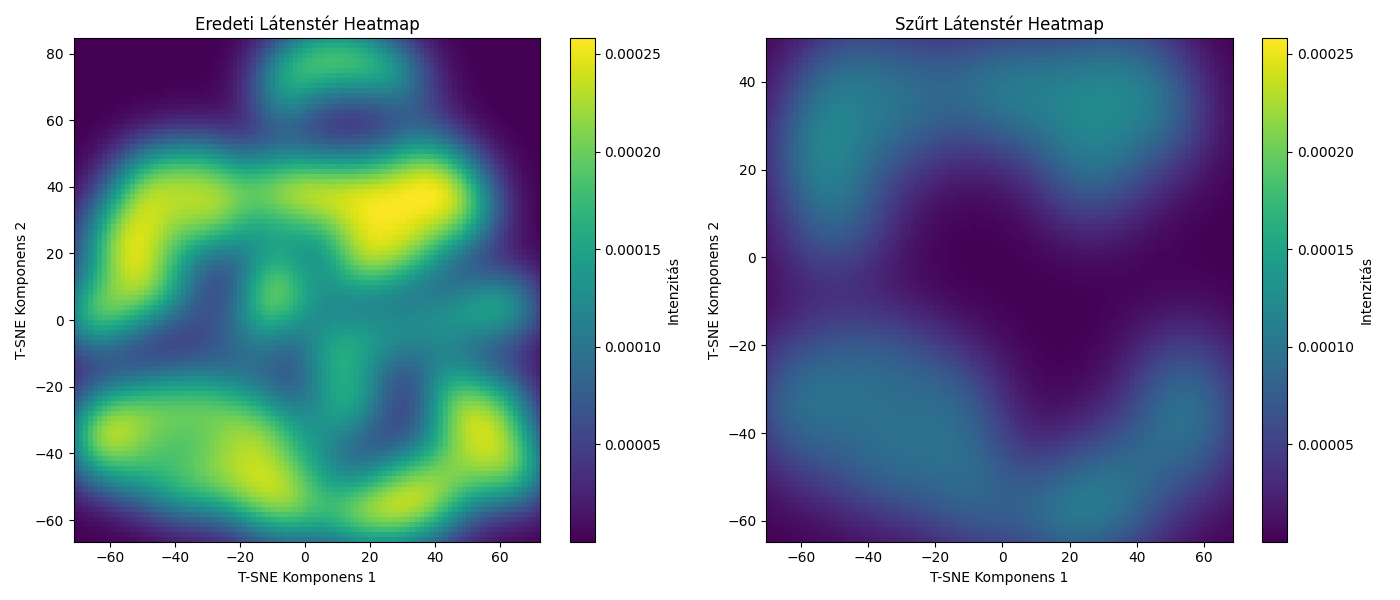 Eredeti Látenstér Heatmap
80
60
40
20
0
−20
−40
−60
T-SNE Komponens 2
−60 −40 −20 0 20 40 60
T-SNE Komponens 1
0.00025
0.00020
0.00015
0.00010
0.00005
Intenzitás
Szűrt Látenstér Heatmap
40
20
0
−20
−40
−60
T-SNE Komponens 2
−60 −40 −20 0 20 40 60
T-SNE Komponens 1
0.00025
0.00020
0.00015
0.00010
0.00005
Intenzitás